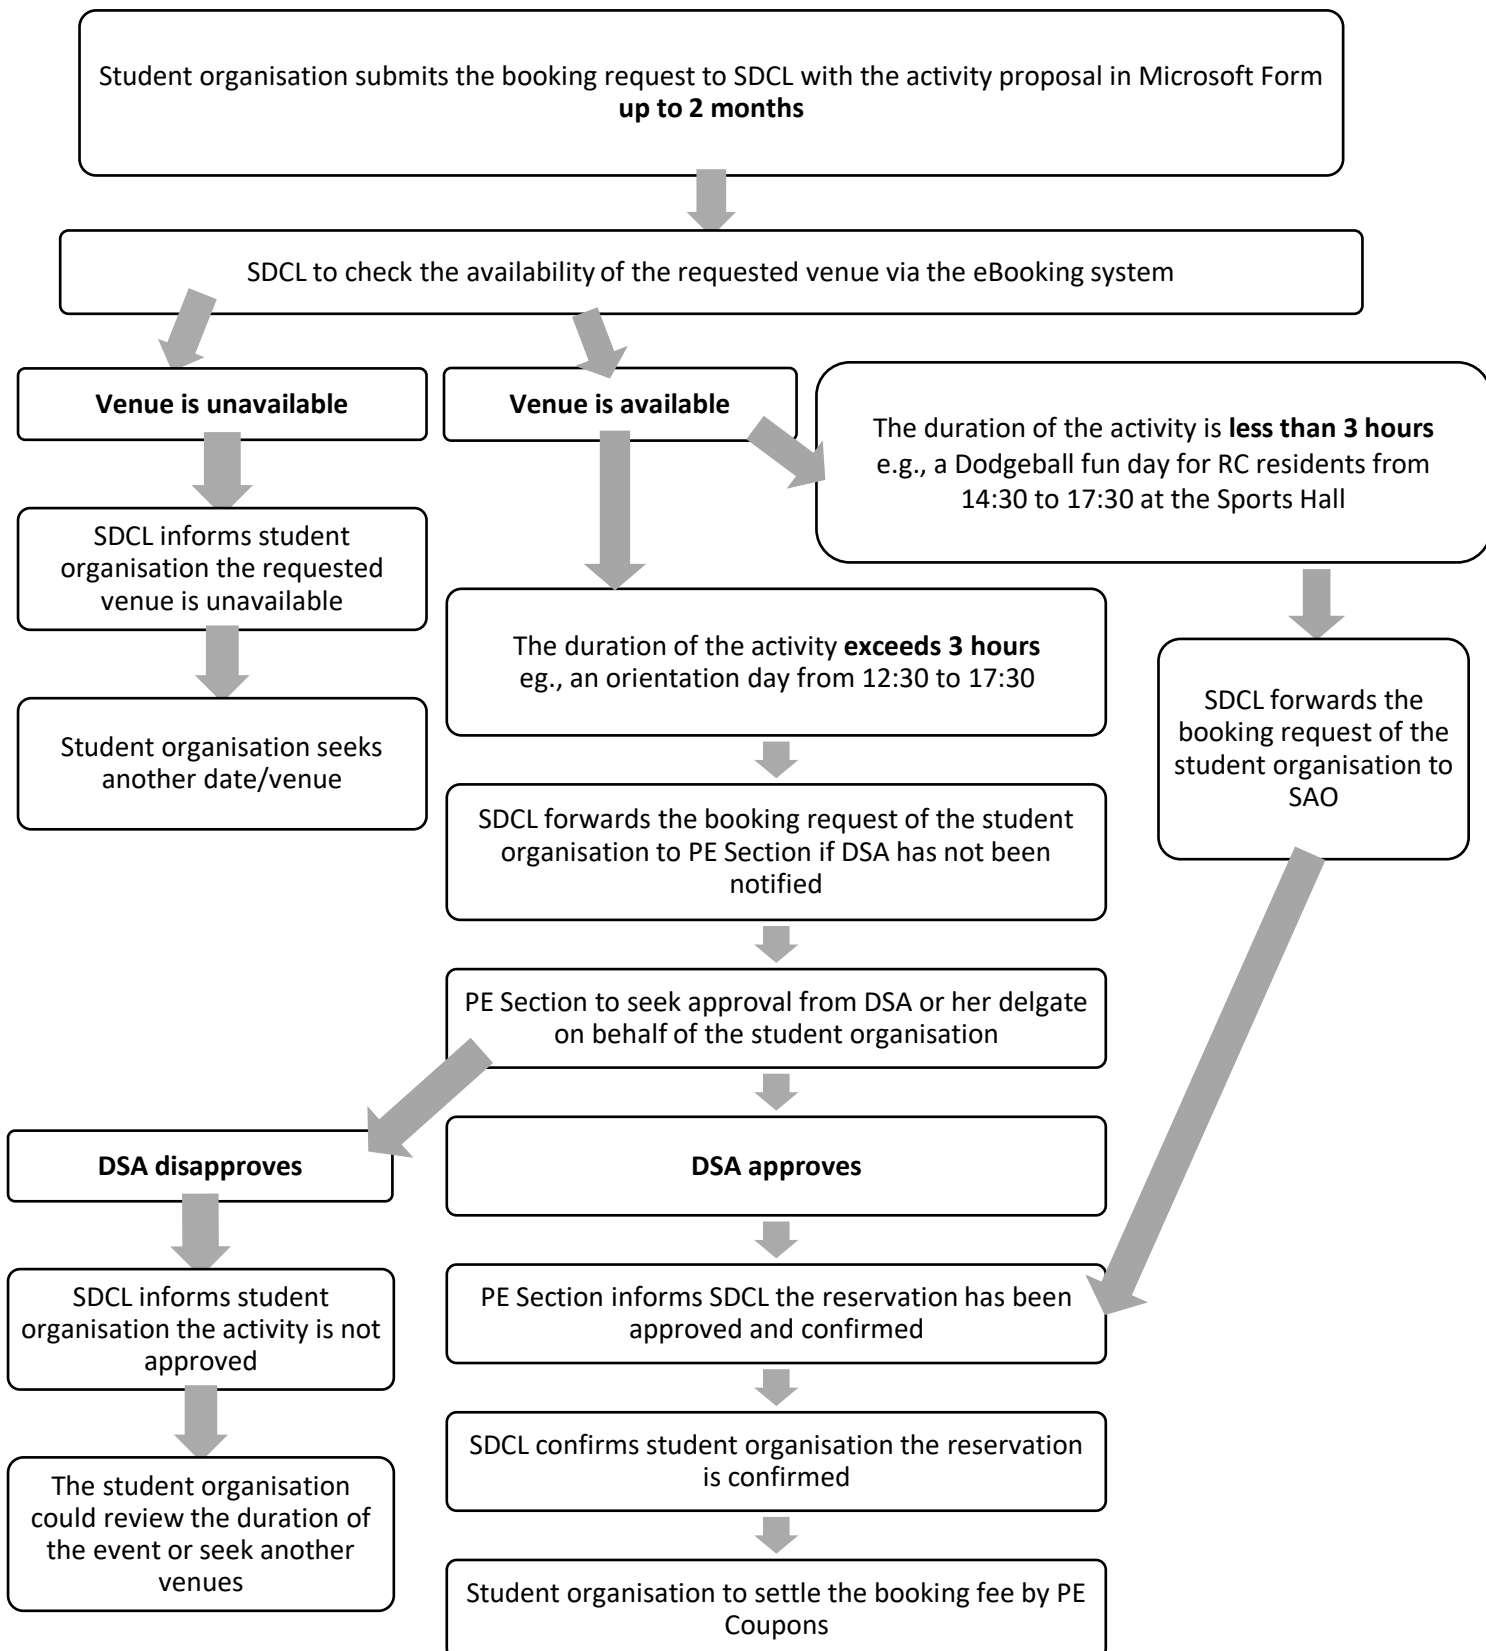 Student organisation submits the booking request to SDCL with the activity proposal in Microsoft Form
up to 2 months
SDCL to check the availability of the requested venue via the eBooking system
Venue is unavailable
Venue is available
The duration of the activity is less than 3 hours
e.g., a Dodgeball fun day for RC residents from
14:30 to 17:30 at the Sports Hall
SDCL informs student
organisation the requested
venue is unavailable
The duration of the activity exceeds 3 hours
eg., an orientation day from 12:30 to 17:30
SDCL forwards the
booking request of the
student organisation to
SAO
Student organisation seeks
another date/venue
SDCL forwards the booking request of the student
organisation to PE Section if DSA has not been
notified
PE Section to seek approval from DSA or her delgate
on behalf of the student organisation
DSA disapproves
DSA approves
SDCL informs student
organisation the activity is not
approved
PE Section informs SDCL the reservation has been
approved and confirmed
SDCL confirms student organisation the reservation
is confirmed
The student organisation
could review the duration of
the event or seek another
venues
Student organisation to settle the booking fee by PE
Coupons